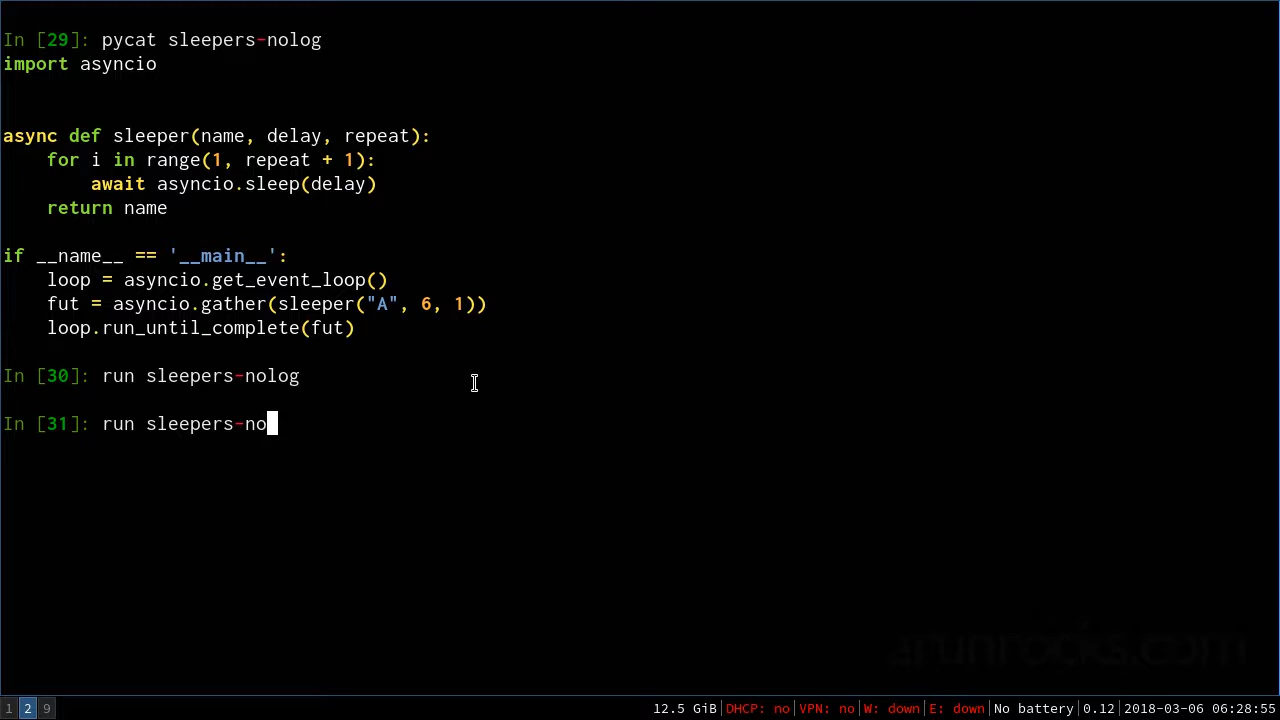 In [29]: pycat sleepers-nolog
import asyncio
async def sleeper(name, delay, repeat):
    for i in range(1, repeat + 1):
        await asyncio.sleep(delay)
    return name
if __name__ == '__main__':
    loop = asyncio.get_event_loop()
    fut = asyncio.gather(sleeper("A", 6, 1))
    loop.run_until_complete(fut)
In [30]: run sleepers-nolog
In [31]: run sleepers-no
arunrocks.com
1 2 9 12.5 GiB|DHCP: no|VPN: no|W: down|E: down|No battery|0.12|2018-03-06 06:28:55